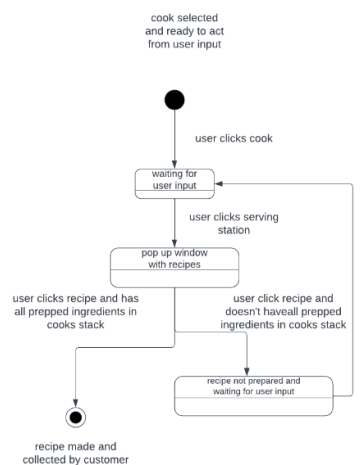 cook selected
and ready to act
from user input
user clicks cook
waiting for
user input
user clicks serving
station
pop up window
with recipes
user clicks recipe and has
all prepped ingredients in
cooks stack
user click recipe and
doesn't haveall prepped
ingredients in cooks stack
recipe not prepared and
waiting for user input
recipe made and
collected by customer